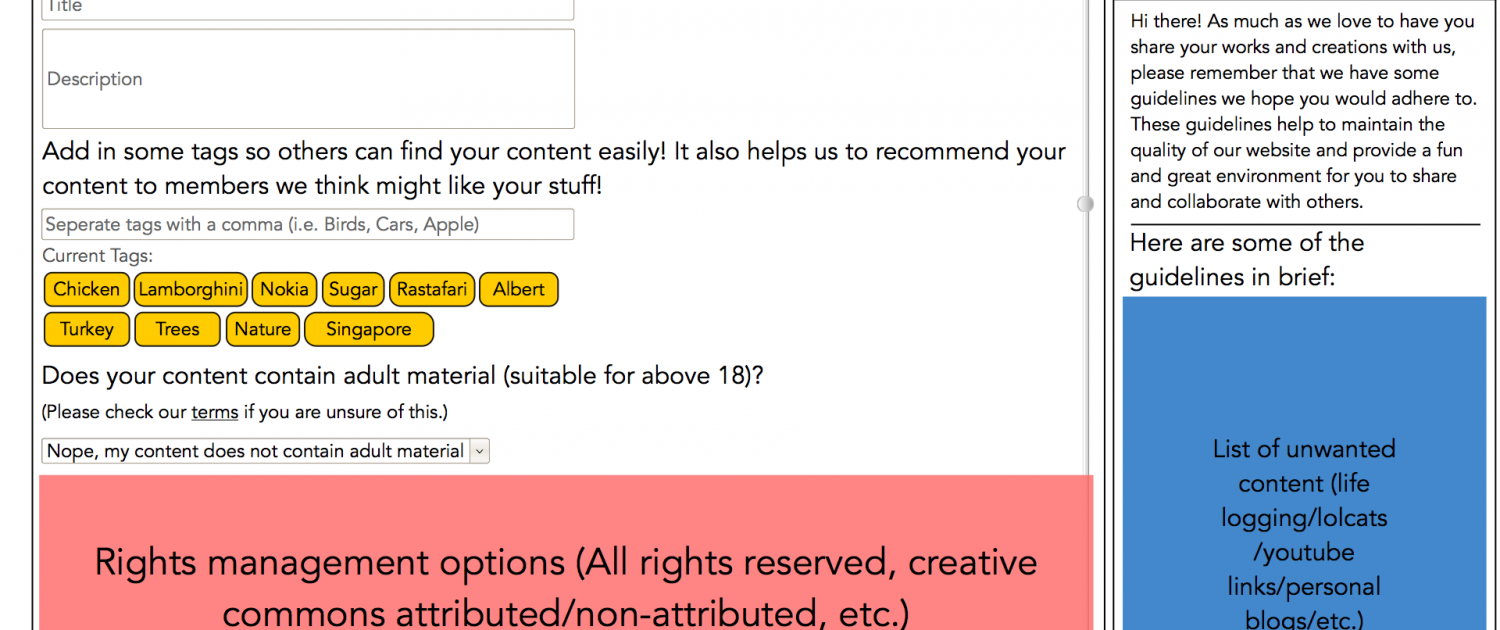 Title
Description
Add in some tags so others can find your content easily! It also helps us to recommend your
content to members we think might like your stuff!
Seperate tags with a comma (i.e. Birds, Cars, Apple)
Current Tags:
Chicken Lamborghini Nokia Sugar Rastafari Albert
Turkey Trees Nature Singapore
Does your content contain adult material (suitable for above 18)?
(Please check our terms if you are unsure of this.)
Nope, my content does not contain adult material
Rights management options (All rights reserved, creative
commons attributed/non-attributed, etc.)
Hi there! As much as we love to have you
share your works and creations with us,
please remember that we have some
guidelines we hope you would adhere to.
These guidelines help to maintain the
quality of our website and provide a fun
and great environment for you to share
and collaborate with others.
Here are some of the
guidelines in brief:
List of unwanted
content (life
logging/lolcats
/youtube
links/personal
blogs/etc.)